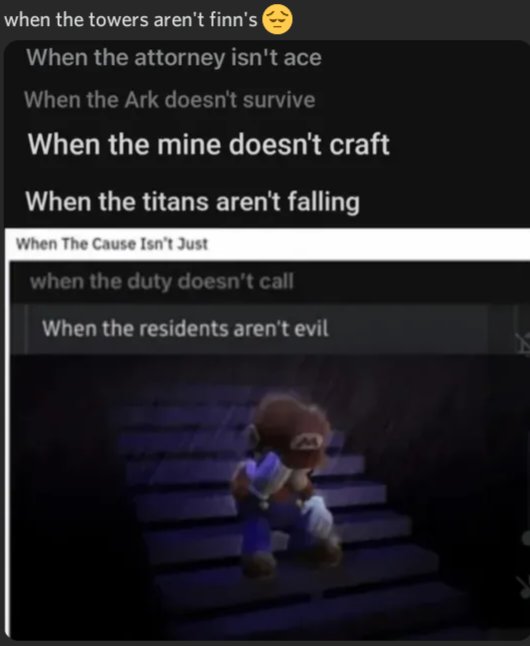 when the towers aren't finn's 😔
When the attorney isn't ace
When the Ark doesn't survive
When the mine doesn't craft
When the titans aren't falling
When The Cause Isn't Just
when the duty doesn't call
When the residents aren't evil
M